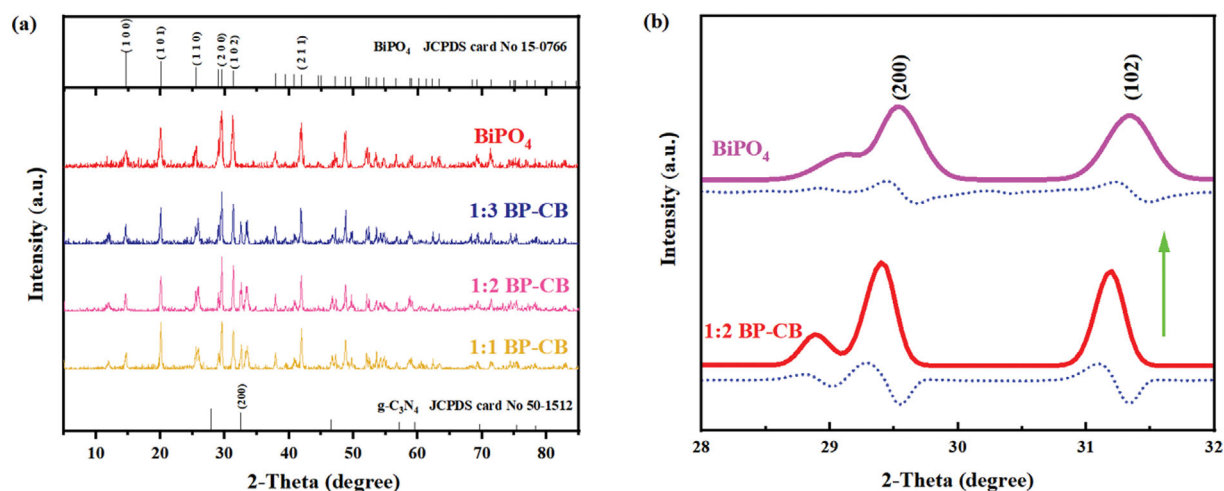 (a)
(1 0 0)
(1 0 1)
(1 1 0)
(2 0 0)
(1 0 2)
(2 1 1)
BiPO₄ JCPDS card No 15-0766
BiPO₄
1:3 BP-CB
1:2 BP-CB
1:1 BP-CB
(200)
g-C₃N₄ JCPDS card No 50-1512
Intensity (a.u.)
10 20 30 40 50 60 70 80
2-Theta (degree)
(b)
(200)
(102)
BiPO₄
1:2 BP-CB
Intensity (a.u.)
28 29 30 31 32
2-Theta (degree)